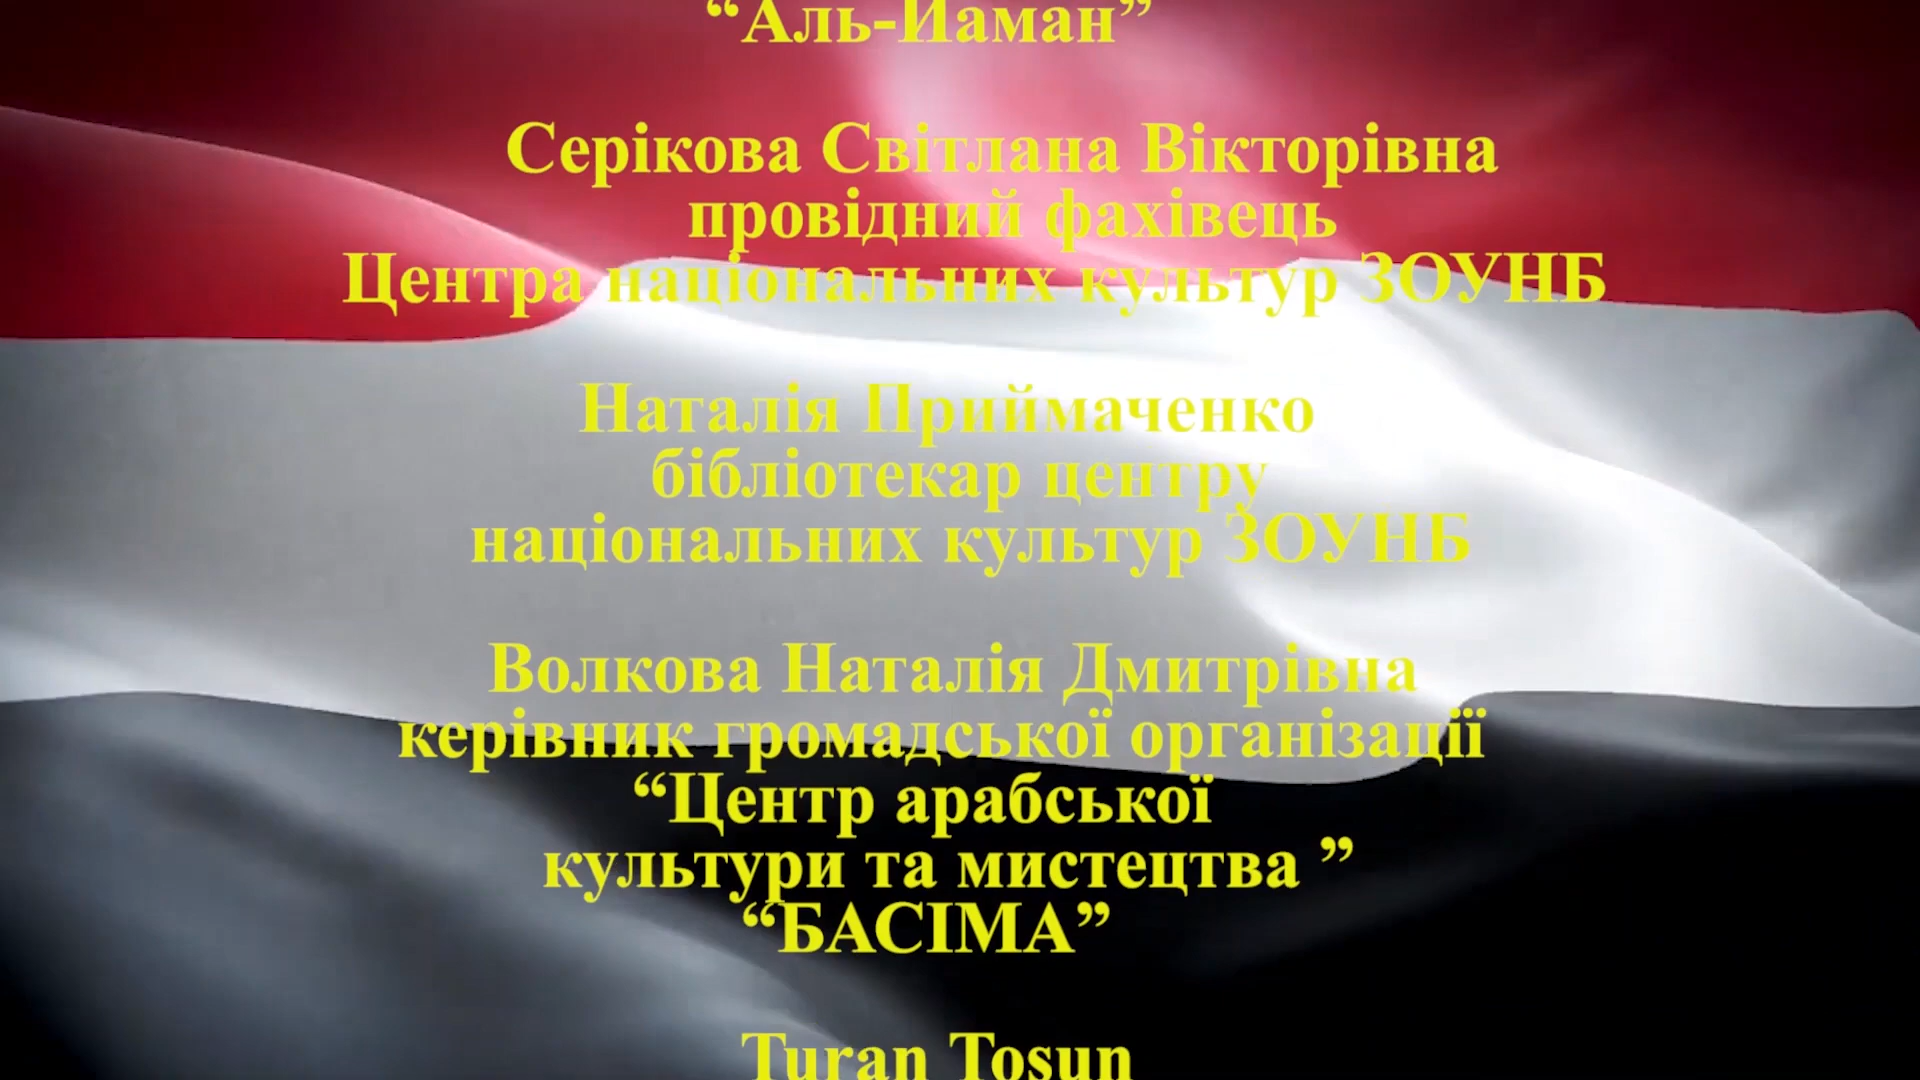 “Аль-Йаман”
Серікова Світлана Вікторівна
провідний фахівець
Центра національних культур ЗОУНБ
Наталія Приймаченко
бібліотекар центру
національних культур ЗОУНБ
Волкова Наталія Дмитрівна
керівник громадської організації
“Центр арабської
культури та мистецтва ”
“БАСІМА”
Turan Tosun